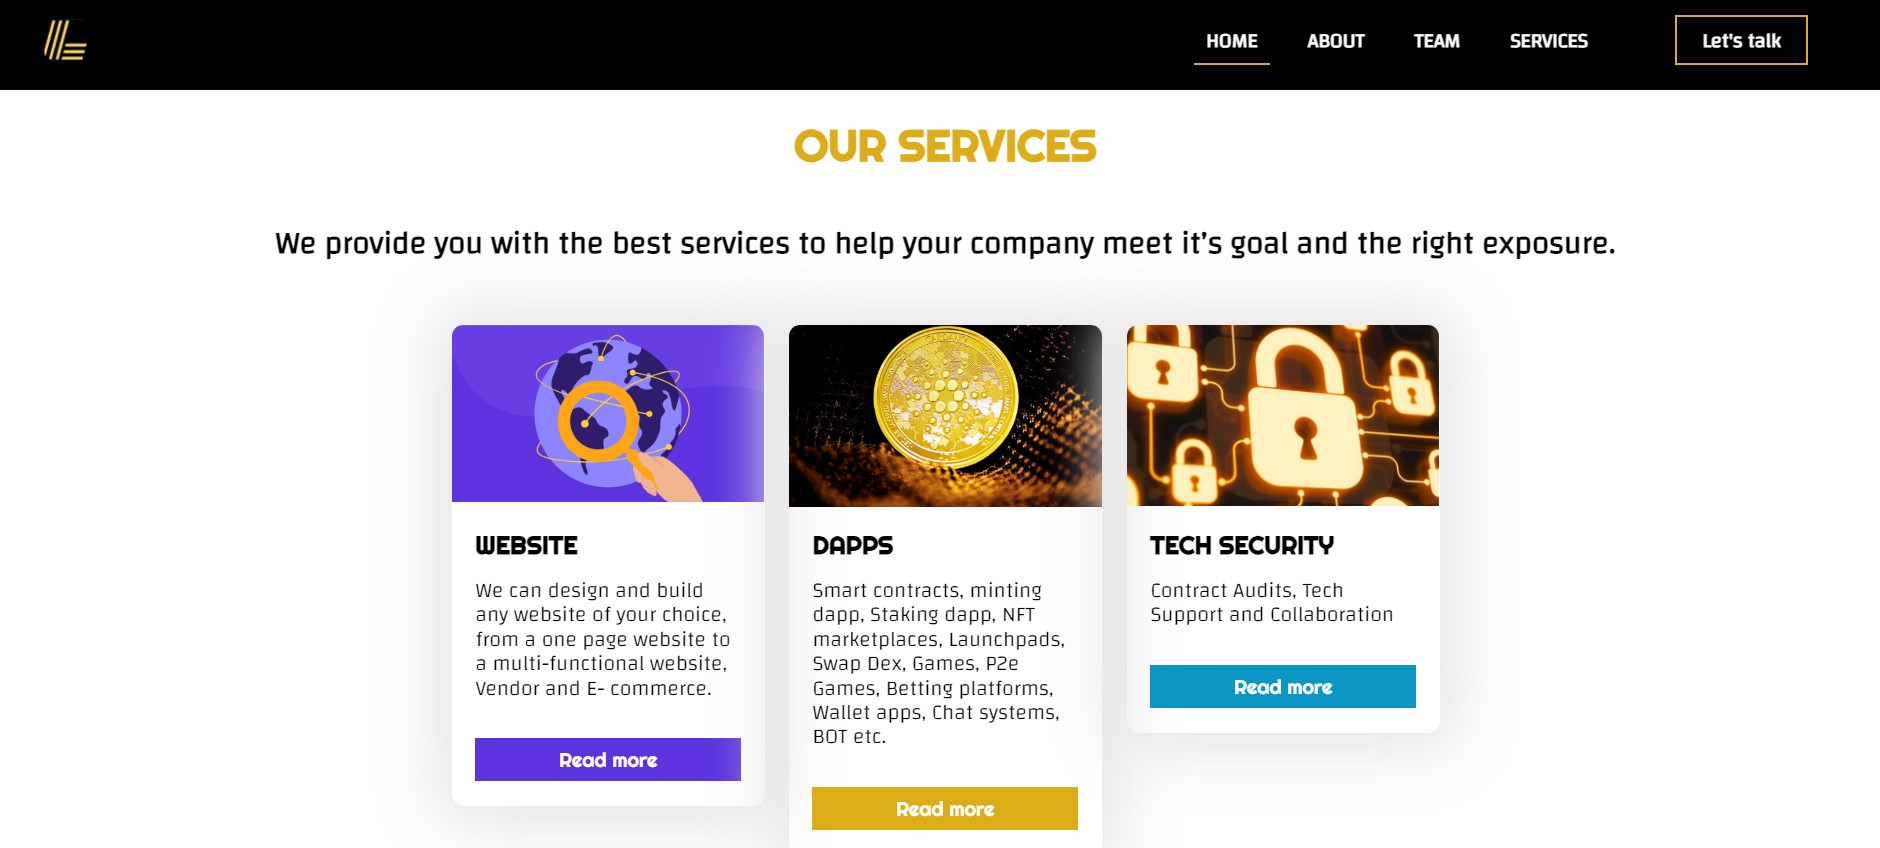 HOME ABOUT TEAM SERVICES Let's talk
OUR SERVICES
We provide you with the best services to help your company meet it's goal and the right exposure.
WEBSITE
We can design and build
any website of your choice,
from a one page website to
a multi-functional website,
Vendor and E- commerce.
Read more
DAPPS
Smart contracts, minting
dapp, Staking dapp, NFT
marketplaces, Launchpads,
Swap Dex, Games, P2e
Games, Betting platforms,
Wallet apps, Chat systems,
BOT etc.
Read more
TECH SECURITY
Contract Audits, Tech
Support and Collaboration
Read more